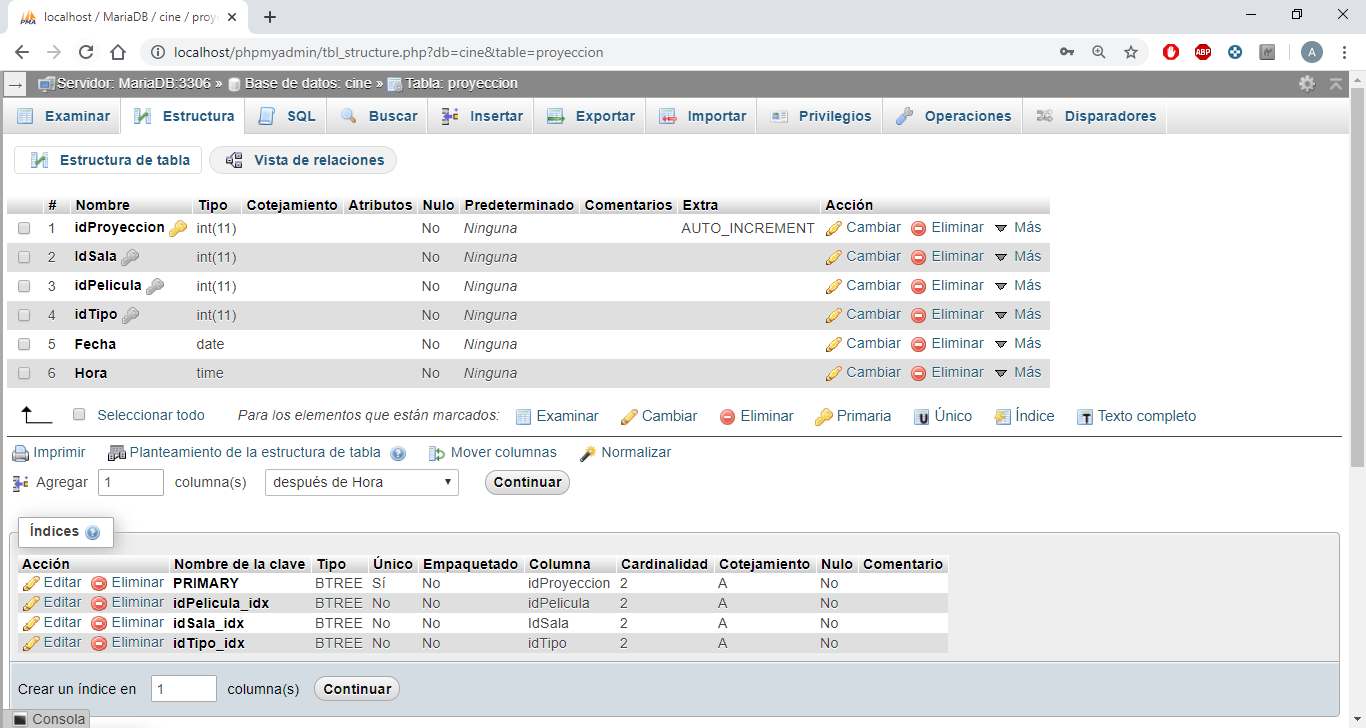 localhost / MariaDB / cine / proy
localhost/phpmyadmin/tbl_structure.php?db=cine&table=proyeccion
ABP
A
Servidor: MariaDB:3306 » Base de datos: cine » Tabla: proyeccion
Examinar Estructura SQL Buscar Insertar Exportar Importar Privilegios Operaciones Disparadores
Estructura de tabla Vista de relaciones
# Nombre Tipo Cotejamiento Atributos Nulo Predeterminado Comentarios Extra Acción
1 idProyeccion int(11) No Ninguna AUTO_INCREMENT Cambiar Eliminar Más
2 IdSala int(11) No Ninguna Cambiar Eliminar Más
3 idPelicula int(11) No Ninguna Cambiar Eliminar Más
4 idTipo int(11) No Ninguna Cambiar Eliminar Más
5 Fecha date No Ninguna Cambiar Eliminar Más
6 Hora time No Ninguna Cambiar Eliminar Más
Seleccionar todo Para los elementos que están marcados: Examinar Cambiar Eliminar Primaria Único Índice Texto completo
Imprimir Planteamiento de la estructura de tabla Mover columnas Normalizar
Agregar 1 columna(s) después de Hora Continuar
Índices
Acción Nombre de la clave Tipo Único Empaquetado Columna Cardinalidad Cotejamiento Nulo Comentario
Editar Eliminar PRIMARY BTREE Sí No idProyeccion 2 A No
Editar Eliminar idPelicula_idx BTREE No No idPelicula 2 A No
Editar Eliminar idSala_idx BTREE No No IdSala 2 A No
Editar Eliminar idTipo_idx BTREE No No idTipo 2 A No
Crear un índice en 1 columna(s) Continuar
Consola